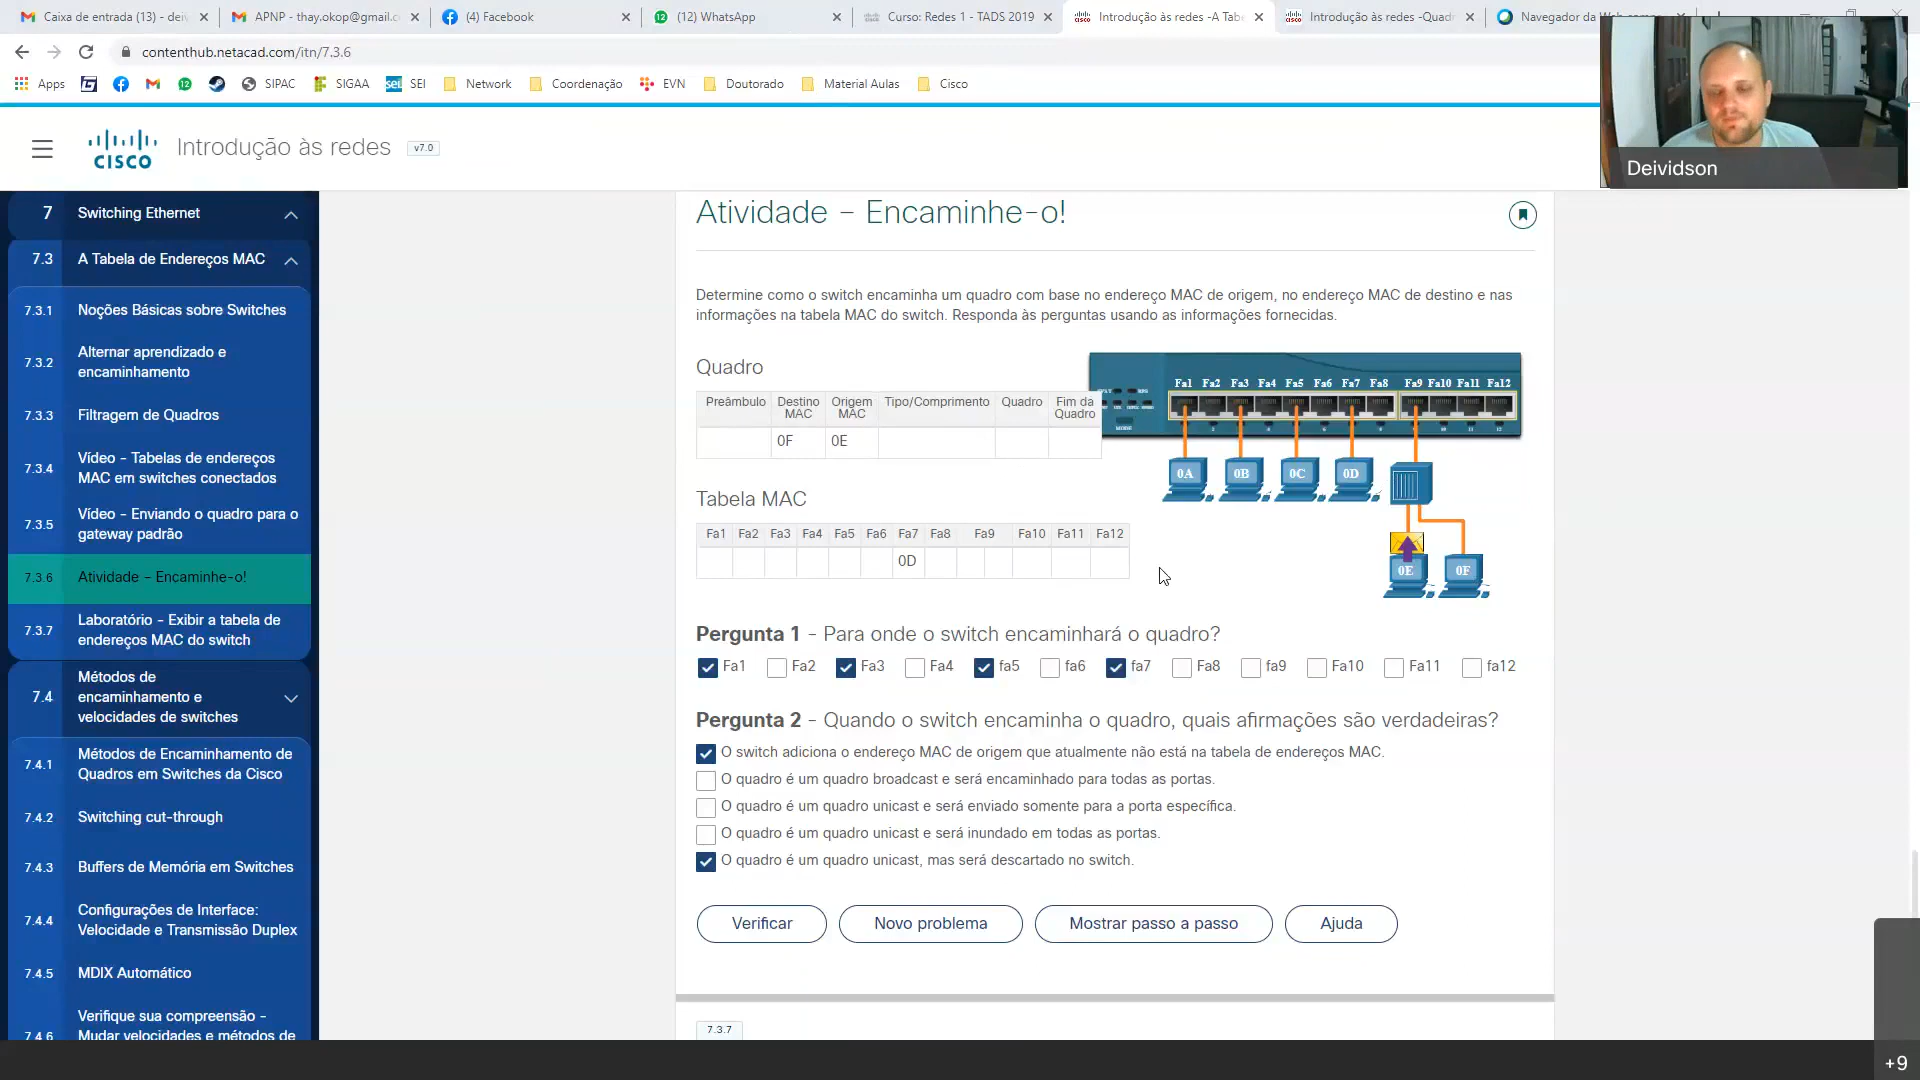 Caixa de entrada (13) - deiv
APNP - thay.okop@gmail.c
(4) Facebook
(12) WhatsApp
Curso: Redes 1 - TADS 2019
Introdução às redes -A Tabe
Introdução às redes -Quad
Navegador da
contenthub.netacad.com/itn/7.3.6
Apps
SIPAC
SIGAA
sei
SEI
Network
Coordenação
EVN
Doutorado
Material Aulas
Cisco
Deividson
CISCO
Introdução às redes
v7.0
7 Switching Ethernet
7.3 A Tabela de Endereços MAC
7.3.1 Noções Básicas sobre Switches
7.3.2 Alternar aprendizado e
encaminhamento
7.3.3 Filtragem de Quadros
7.3.4 Vídeo - Tabelas de endereços
MAC em switches conectados
7.3.5 Vídeo - Enviando o quadro para o
gateway padrão
7.3.6 Atividade - Encaminhe-o!
7.3.7 Laboratório - Exibir a tabela de
endereços MAC do switch
7.4 Métodos de
encaminhamento e
velocidades de switches
7.4.1 Métodos de Encaminhamento de
Quadros em Switches da Cisco
7.4.2 Switching cut-through
7.4.3 Buffers de Memória em Switches
7.4.4 Configurações de Interface:
Velocidade e Transmissão Duplex
7.4.5 MDIX Automático
7.4.6 Verifique sua compreensão -
Mudar velocidades e métodos de
Atividade – Encaminhe-o!
Determine como o switch encaminha um quadro com base no endereço MAC de origem, no endereço MAC de destino e nas
informações na tabela MAC do switch. Responda às perguntas usando as informações fornecidas.
Quadro
Preâmbulo Destino MAC Origem MAC Tipo/Comprimento Quadro Fim da Quadro
0F 0E
Fa1 Fa2 Fa3 Fa4 Fa5 Fa6 Fa7 Fa8 Fa9 Fa10 Fa11 Fa12
MODE
0A 0B 0C 0D
0E 0F
Tabela MAC
Fa1 Fa2 Fa3 Fa4 Fa5 Fa6 Fa7 Fa8 Fa9 Fa10 Fa11 Fa12
0D
Pergunta 1 - Para onde o switch encaminhará o quadro?
Fa1 Fa2 Fa3 Fa4 fa5 fa6 fa7 Fa8 fa9 Fa10 Fa11 fa12
Pergunta 2 - Quando o switch encaminha o quadro, quais afirmações são verdadeiras?
O switch adiciona o endereço MAC de origem que atualmente não está na tabela de endereços MAC.
O quadro é um quadro broadcast e será encaminhado para todas as portas.
O quadro é um quadro unicast e será enviado somente para a porta específica.
O quadro é um quadro unicast e será inundado em todas as portas.
O quadro é um quadro unicast, mas será descartado no switch.
Verificar
Novo problema
Mostrar passo a passo
Ajuda
7.3.7
+9